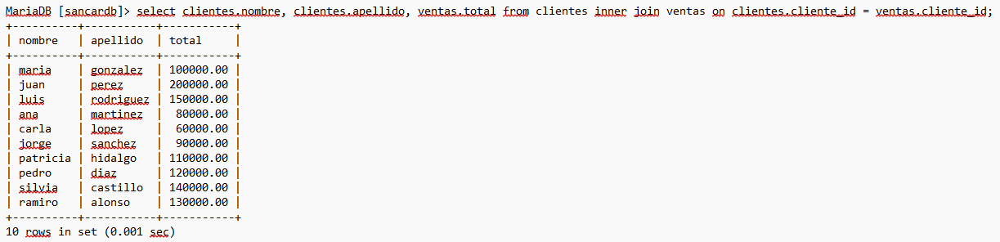 MariaDB [sancardb]> select clientes.nombre, clientes.apellido, ventas.total from clientes inner join ventas on clientes.cliente_id = ventas.cliente_id;
+----------+-----------+-----------+
| nombre   | apellido  | total     |
+----------+-----------+-----------+
| maria    | gonzalez  | 100000.00 |
| juan     | perez     | 200000.00 |
| luis     | rodriguez | 150000.00 |
| ana      | martinez  |  80000.00 |
| carla    | lopez     |  60000.00 |
| jorge    | sanchez   |  90000.00 |
| patricia | hidalgo   | 110000.00 |
| pedro    | diaz      | 120000.00 |
| silvia   | castillo  | 140000.00 |
| ramiro   | alonso    | 130000.00 |
+----------+-----------+-----------+
10 rows in set (0.001 sec)